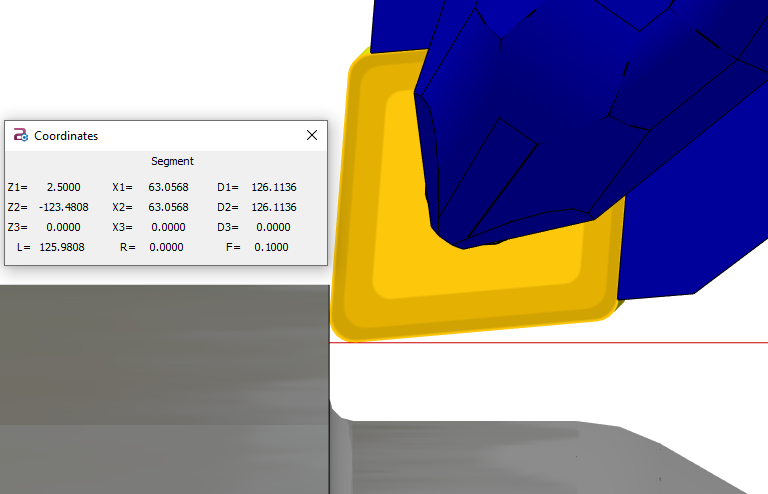 Coordinates
Segment
Z1= 2.5000 X1= 63.0568 D1= 126.1136
Z2= -123.4808 X2= 63.0568 D2= 126.1136
Z3= 0.0000 X3= 0.0000 D3= 0.0000
L= 125.9808 R= 0.0000 F= 0.1000